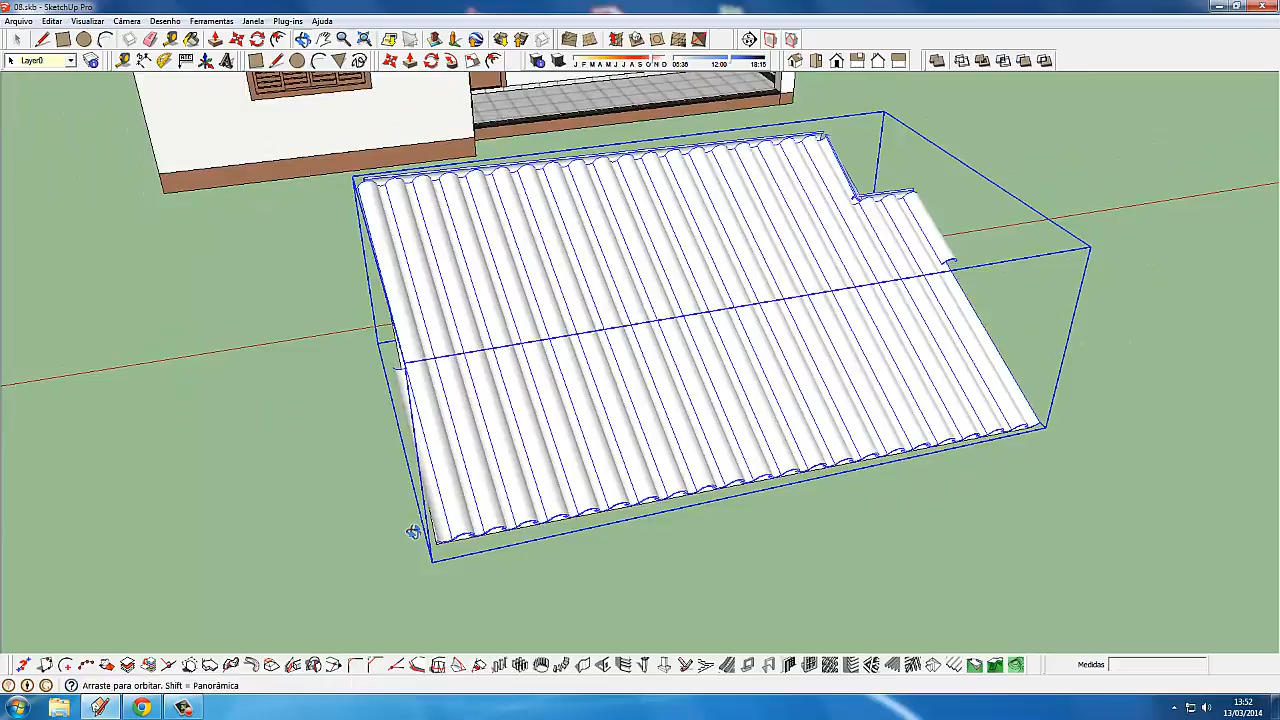 08.skb - SketchUp Pro
Arquivo Editar Visualizar Câmera Desenho Ferramentas Janela Plug-ins Ajuda
Layer0
J F M A M J J A S O N D 06:36 12:00 18:15
Medidas
Arraste para orbitar. Shift = Panorâmica
13:52
13/03/2014